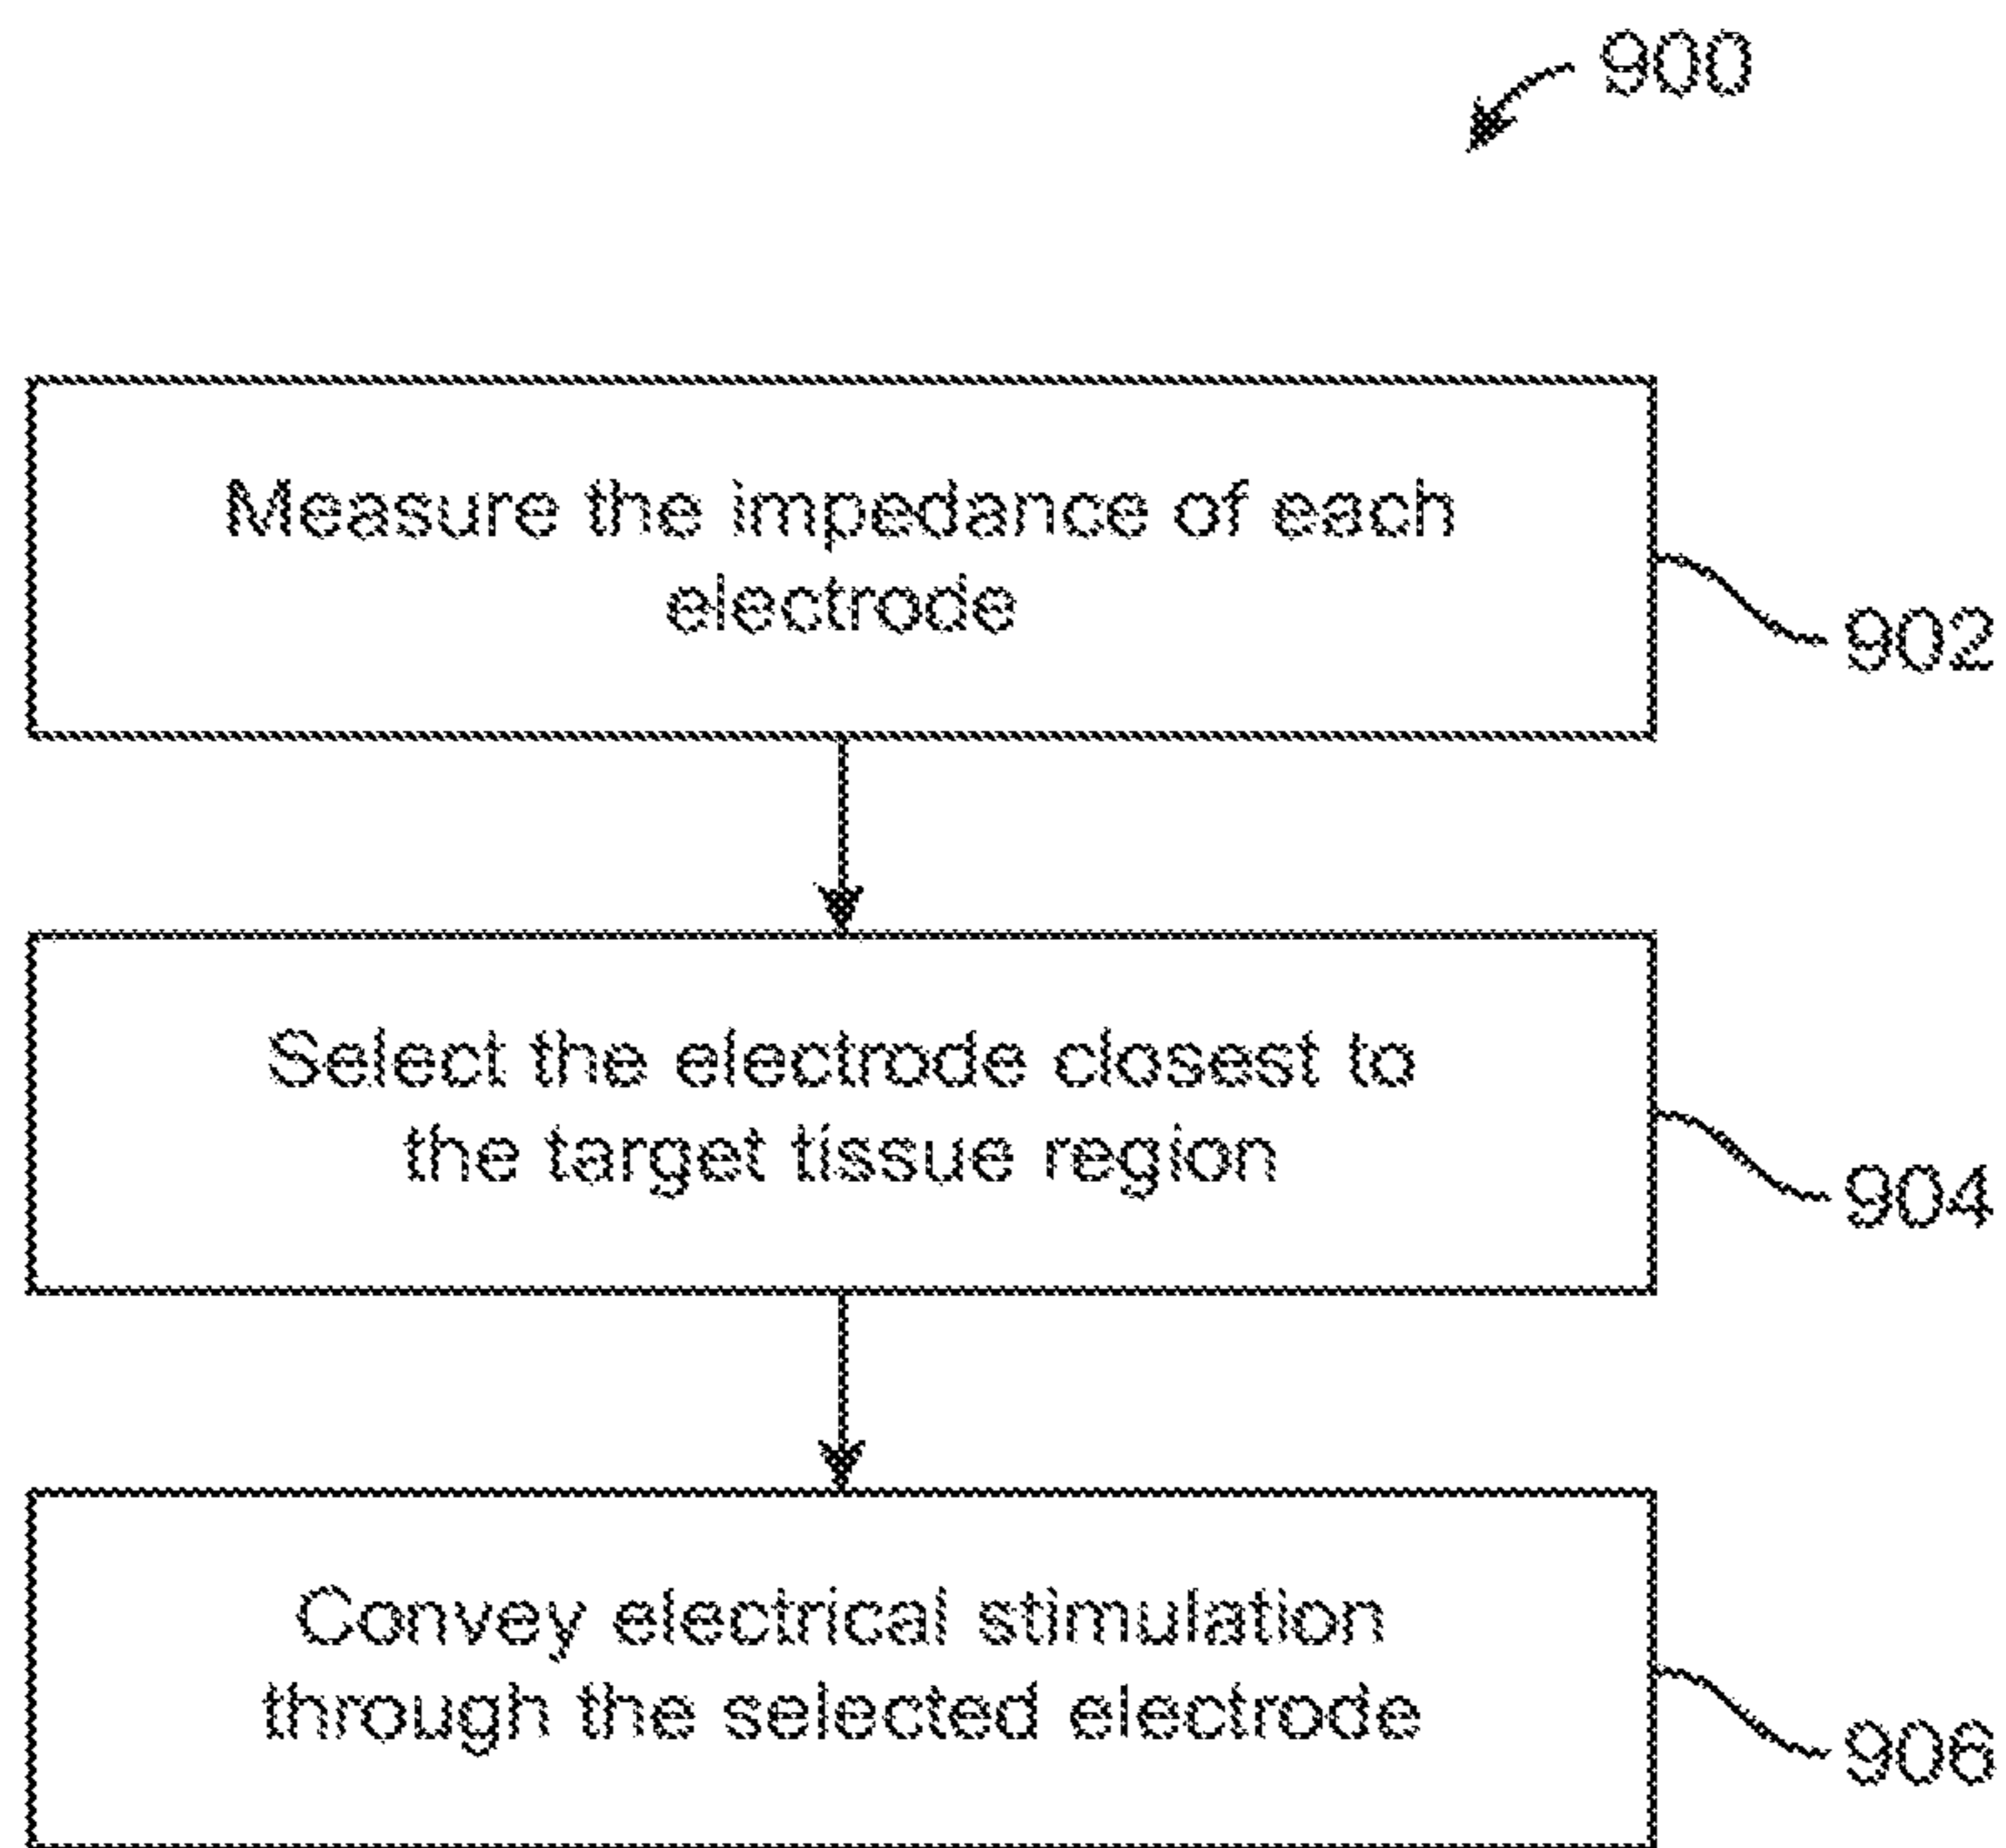 900
Measure the impedance of each
electrode
902
Select the electrode closest to
the target tissue region
904
Convey electrical stimulation
through the selected electrode
906